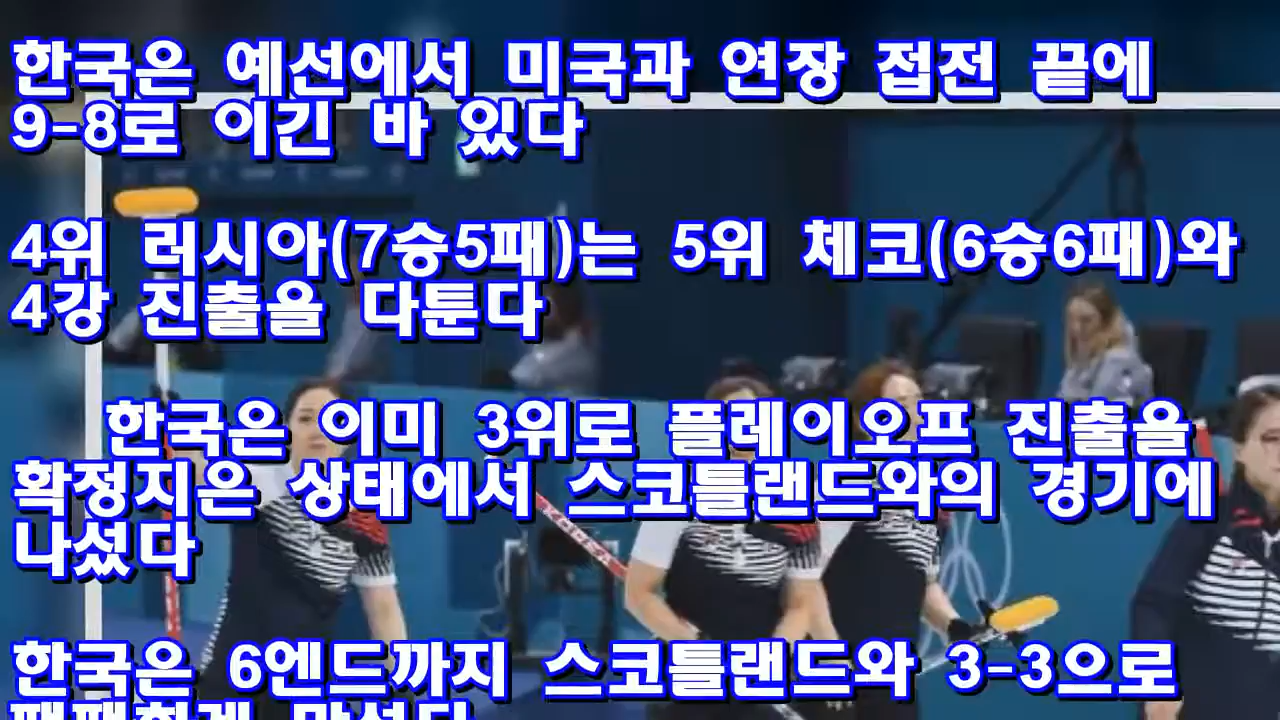 한국은 예선에서 미국과 연장 접전 끝에
9-8로 이긴 바 있다
4위 러시아(7승5패)는 5위 체코(6승6패)와
4강 진출을 다툰다
한국은 이미 3위로 플레이오프 진출을
확정지은 상태에서 스코틀랜드와의 경기에
나섰다
한국은 6엔드까지 스코틀랜드와 3-3으로